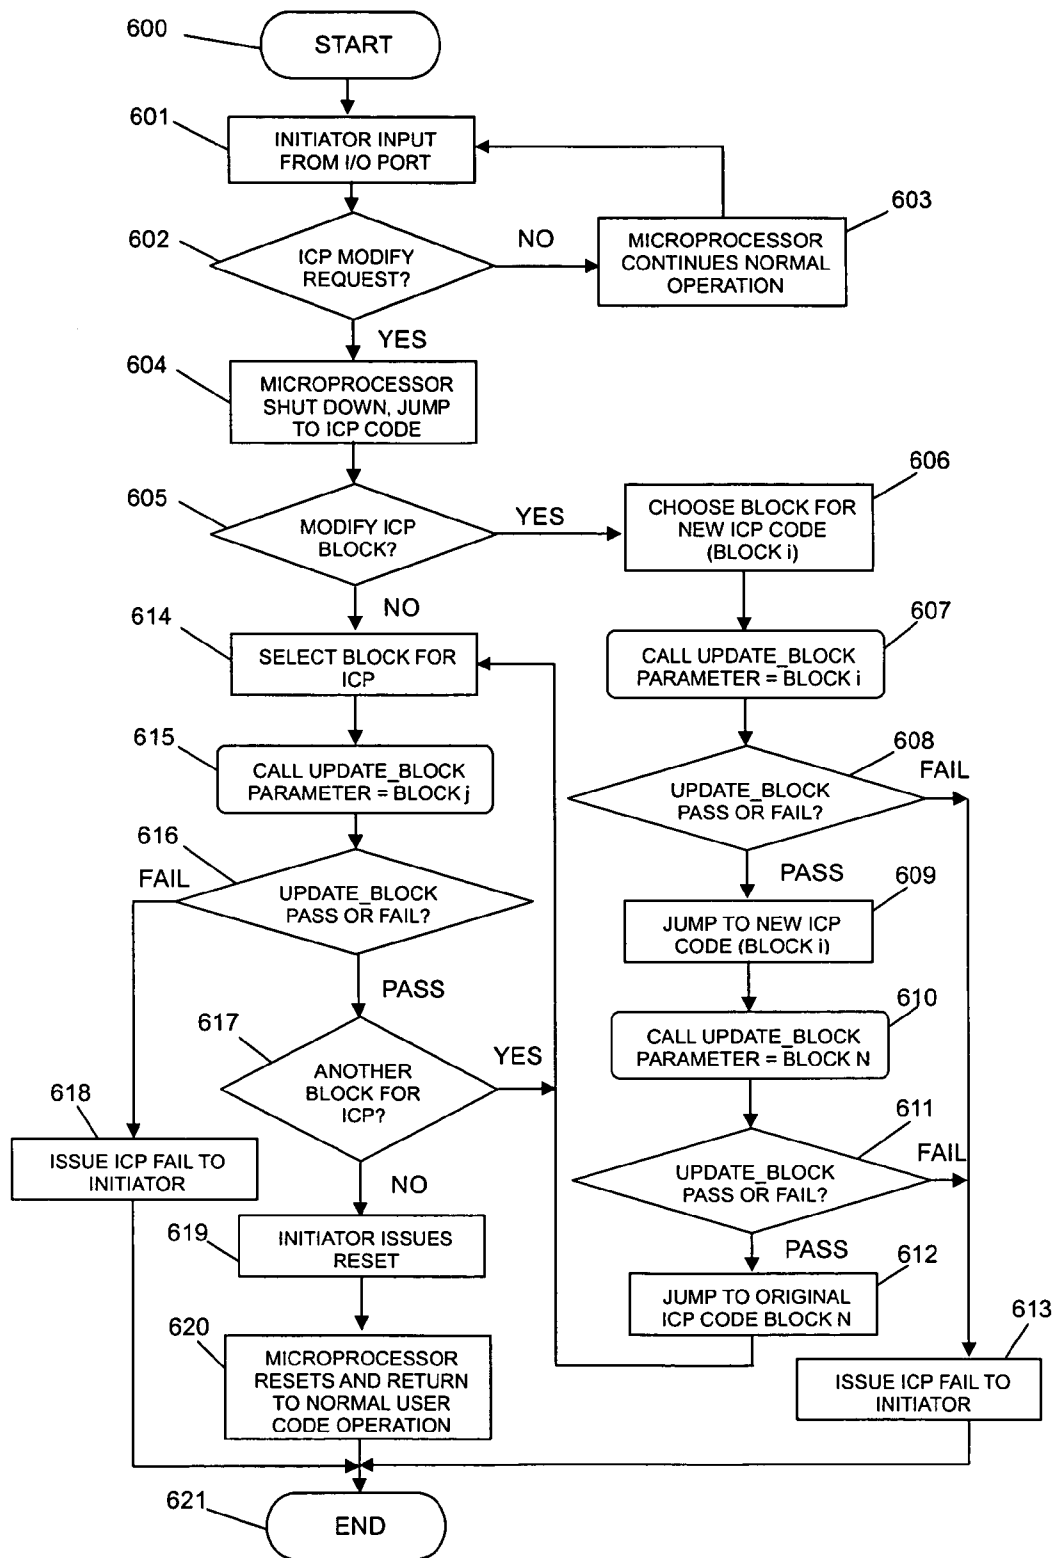 600
START
601
INITIATOR INPUT
FROM I/O PORT
602
ICP MODIFY
REQUEST?
NO
603
MICROPROCESSOR
CONTINUES NORMAL
OPERATION
YES
604
MICROPROCESSOR
SHUT DOWN, JUMP
TO ICP CODE
605
MODIFY ICP
BLOCK?
YES
606
CHOOSE BLOCK FOR
NEW ICP CODE
(BLOCK i)
NO
607
CALL UPDATE_BLOCK
PARAMETER = BLOCK i
614
SELECT BLOCK FOR
ICP
615
CALL UPDATE_BLOCK
PARAMETER = BLOCK j
608
UPDATE_BLOCK
PASS OR FAIL?
FAIL
616
FAIL
UPDATE_BLOCK
PASS OR FAIL?
PASS
609
JUMP TO NEW ICP
CODE (BLOCK i)
PASS
610
CALL UPDATE_BLOCK
PARAMETER = BLOCK N
617
ANOTHER
BLOCK FOR
ICP?
YES
618
ISSUE ICP FAIL TO
INITIATOR
611
UPDATE_BLOCK
PASS OR FAIL?
FAIL
NO
619
INITIATOR ISSUES
RESET
PASS
612
JUMP TO ORIGINAL
ICP CODE BLOCK N
613
ISSUE ICP FAIL TO
INITIATOR
620
MICROPROCESSOR
RESETS AND RETURN
TO NORMAL USER
CODE OPERATION
621
END